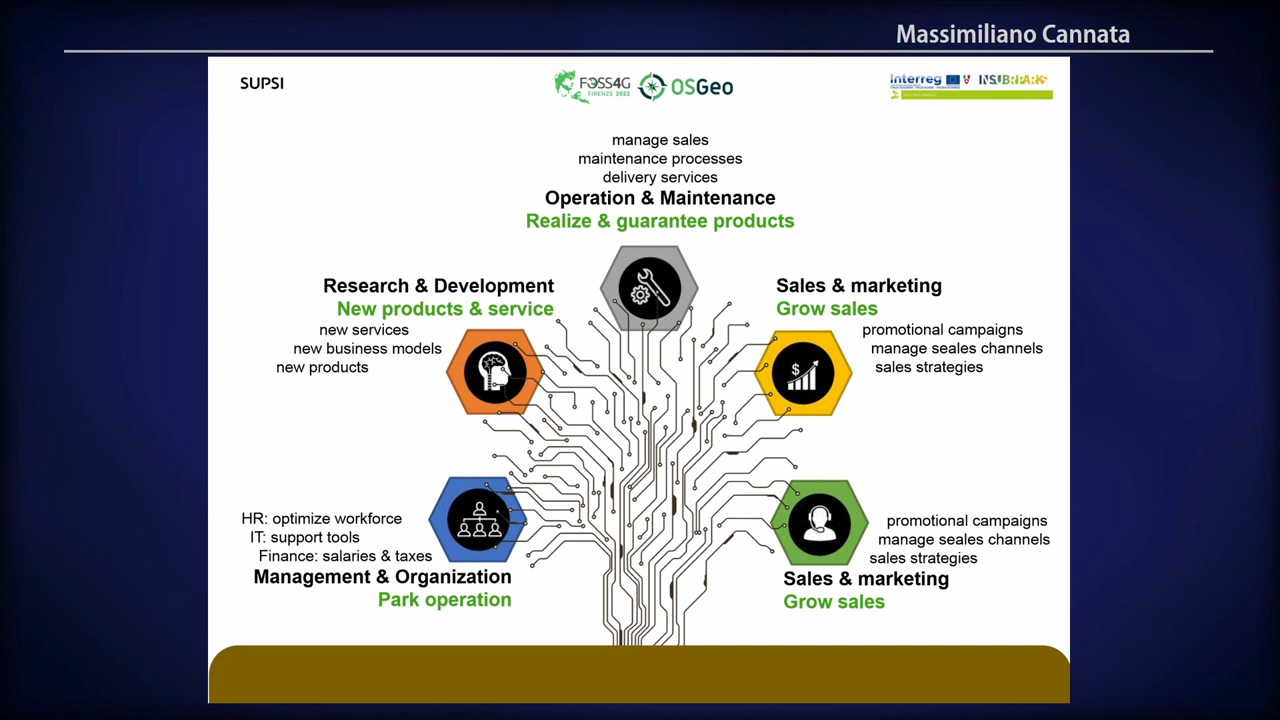 Massimiliano Cannata
SUPSI
FOSS4G
FIRENZE 2022
OSGeo
Interreg
INSUBRIPARKS
manage sales
maintenance processes
delivery services
Operation & Maintenance
Realize & guarantee products
Research & Development
New products & service
new services
new business models
new products
Sales & marketing
Grow sales
promotional campaigns
manage seales channels
sales strategies
$
HR: optimize workforce
IT: support tools
Finance: salaries & taxes
Management & Organization
Park operation
promotional campaigns
manage seales channels
sales strategies
Sales & marketing
Grow sales